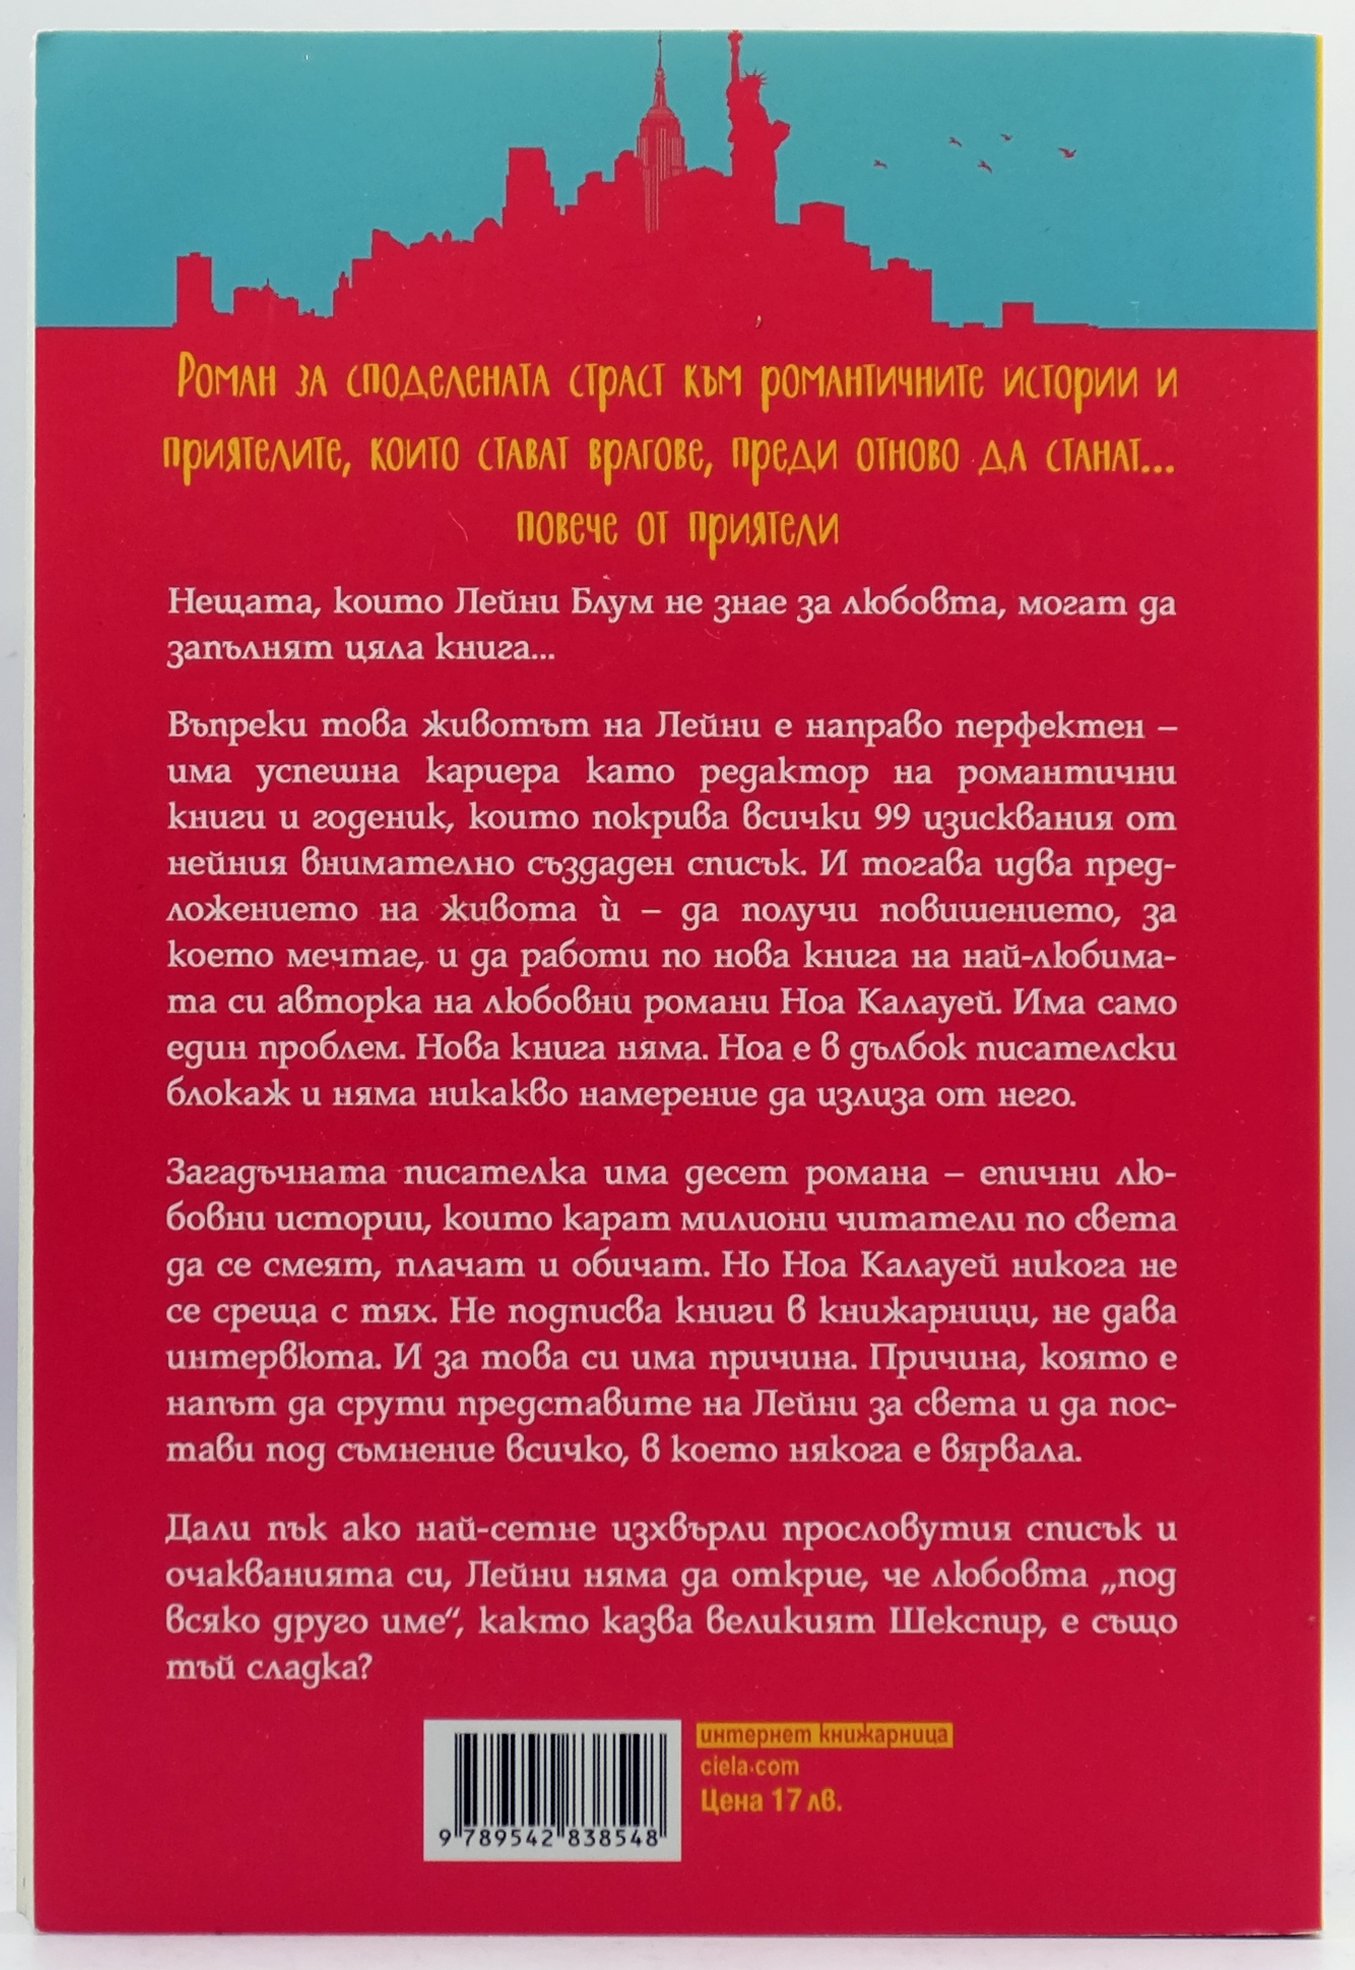 Роман за споделената страст към романтичните истории и
приятелите, които стават врагове, преди отново да станат...
повече от приятели
Нещата, които Лейни Блум не знае за любовта, могат да
запълнят цяла книга...
Въпреки това животът на Лейни е направо перфектен –
има успешна кариера като редактор на романтични
книги и годеник, които покрива всички 99 изисквания от
нейния внимателно създаден списък. И тогава идва пред-
ложението на живота ѝ – да получи повишението, за
което мечтае, и да работи по нова книга на най-любима-
та си авторка на любовни романи Ноа Калауей. Има само
един проблем. Нова книга няма. Ноа е в дълбок писателски
блокаж и няма никакво намерение да излиза от него.
Загадъчната писателка има десет романа – епични лю-
бовни истории, които карат милиони читатели по света
да се смеят, плачат и обичат. Но Ноа Калауей никога не
се среща с тях. Не подписва книги в книжарници, не дава
интервюта. И за това си има причина. Причина, която е
напът да срути представите на Лейни за света и да пос-
тави под съмнение всичко, в което някога е вярвала.
Дали пък ако най-сетне изхвърли прословутия списък и
очакванията си, Лейни няма да открие, че любовта „под
всяко друго име“, както казва великият Шекспир, е също
тъй сладка?
интернет книжарница
ciela.com
Цена 17 лв.
9 789542 838548